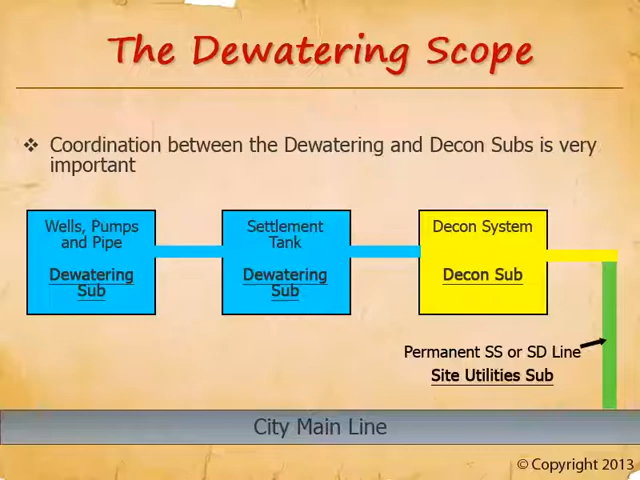 The Dewatering Scope
❖ Coordination between the Dewatering and Decon Subs is very
important
Wells, Pumps
and Pipe
Dewatering
Sub
Settlement
Tank
Dewatering
Sub
Decon System
Decon Sub
Permanent SS or SD Line
Site Utilities Sub
City Main Line
© Copyright 2013